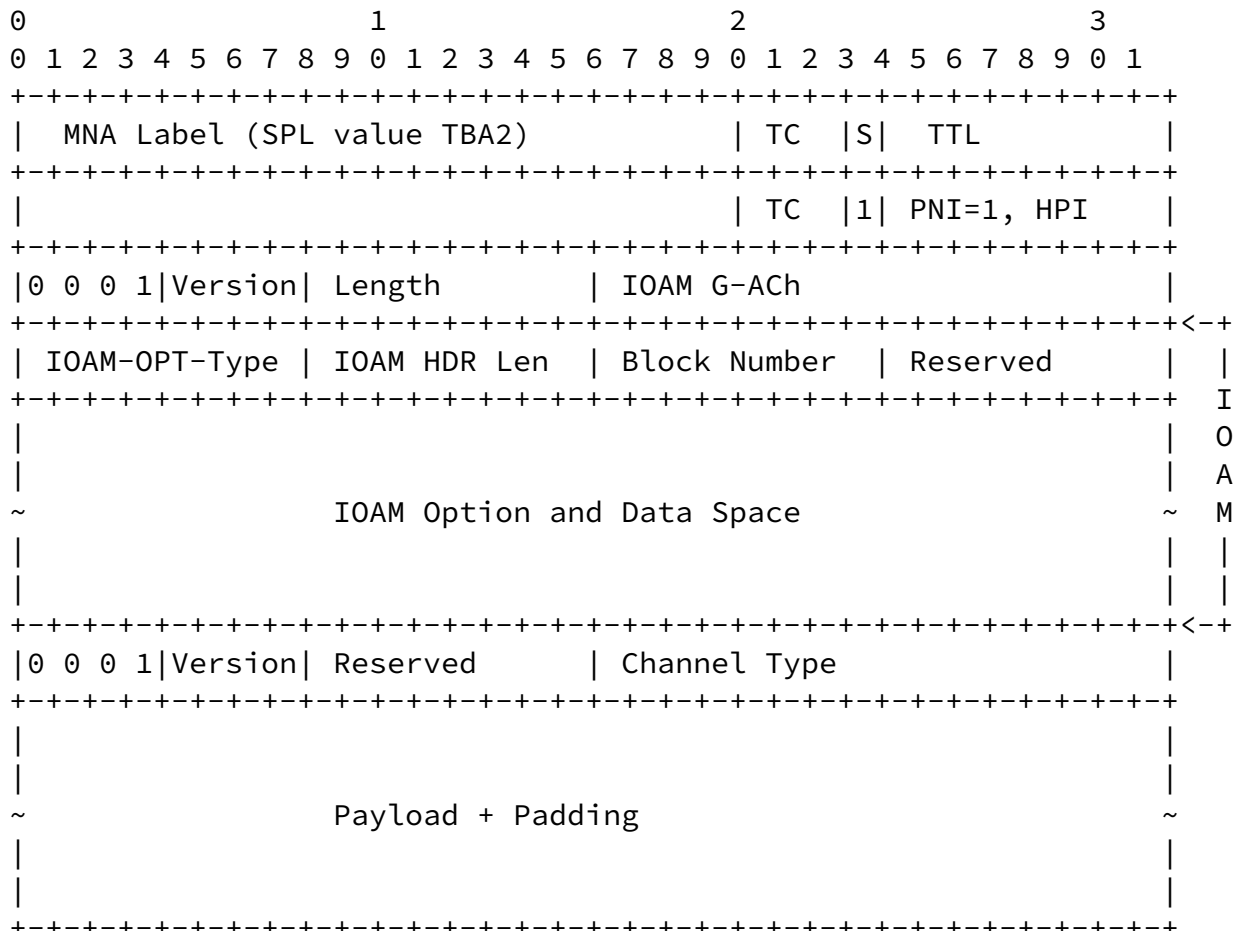 0                   1                   2                   3
0 1 2 3 4 5 6 7 8 9 0 1 2 3 4 5 6 7 8 9 0 1 2 3 4 5 6 7 8 9 0 1
+-+-+-+-+-+-+-+-+-+-+-+-+-+-+-+-+-+-+-+-+-+-+-+-+-+-+-+-+-+-+-+-+
|  MNA Label (SPL value TBA2)           | TC  |S|  TTL          |
+-+-+-+-+-+-+-+-+-+-+-+-+-+-+-+-+-+-+-+-+-+-+-+-+-+-+-+-+-+-+-+-+
|                                       | TC  |1| PNI=1, HPI    |
+-+-+-+-+-+-+-+-+-+-+-+-+-+-+-+-+-+-+-+-+-+-+-+-+-+-+-+-+-+-+-+-+
|0 0 0 1|Version| Length        | IOAM G-ACh                    |
+-+-+-+-+-+-+-+-+-+-+-+-+-+-+-+-+-+-+-+-+-+-+-+-+-+-+-+-+-+-+-+-+<-+
| IOAM-OPT-Type | IOAM HDR Len  | Block Number  | Reserved      |  |
+-+-+-+-+-+-+-+-+-+-+-+-+-+-+-+-+-+-+-+-+-+-+-+-+-+-+-+-+-+-+-+-+  I
|                                                               |  O
|                                                               |  A
~                 IOAM Option and Data Space                    ~  M
|                                                               |  |
|                                                               |  |
+-+-+-+-+-+-+-+-+-+-+-+-+-+-+-+-+-+-+-+-+-+-+-+-+-+-+-+-+-+-+-+-+<-+
|0 0 0 1|Version| Reserved      | Channel Type                  |
+-+-+-+-+-+-+-+-+-+-+-+-+-+-+-+-+-+-+-+-+-+-+-+-+-+-+-+-+-+-+-+-+
|                                                               |
|                                                               |
~                 Payload + Padding                             ~
|                                                               |
|                                                               |
+-+-+-+-+-+-+-+-+-+-+-+-+-+-+-+-+-+-+-+-+-+-+-+-+-+-+-+-+-+-+-+-+